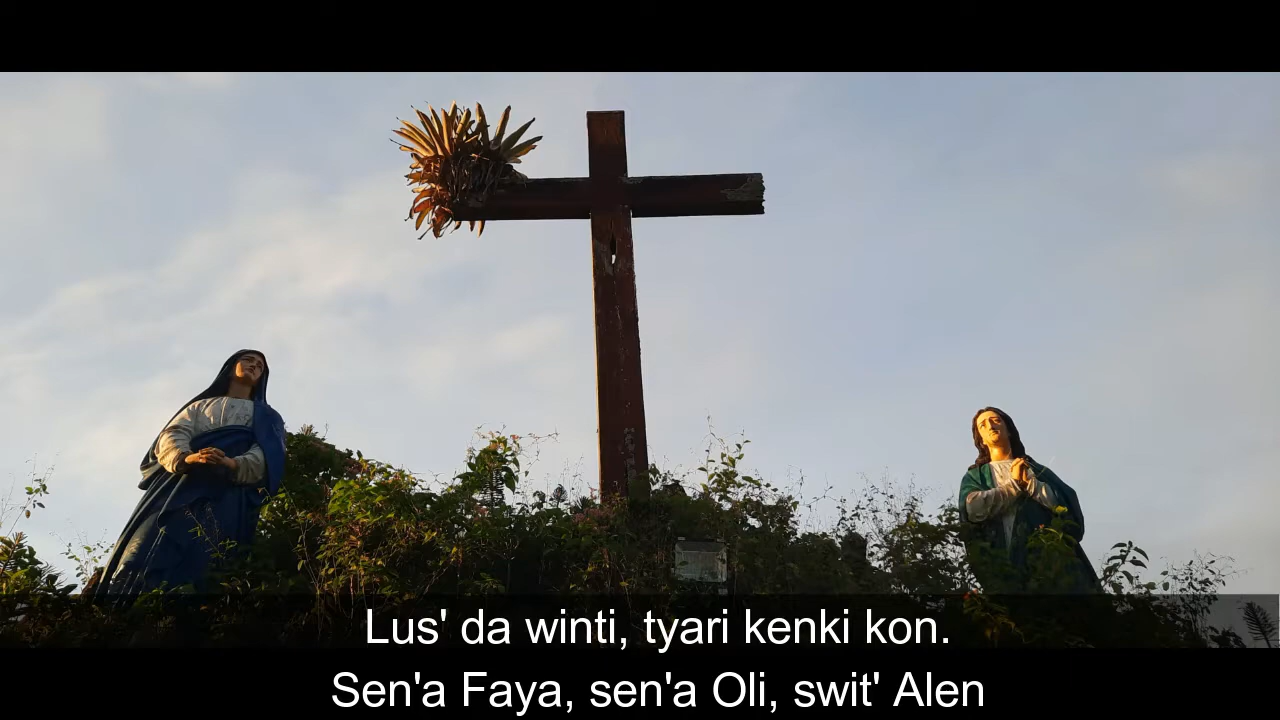 Lus' da winti, tyari kenki kon.
Sen'a Faya, sen'a Oli, swit' Alen